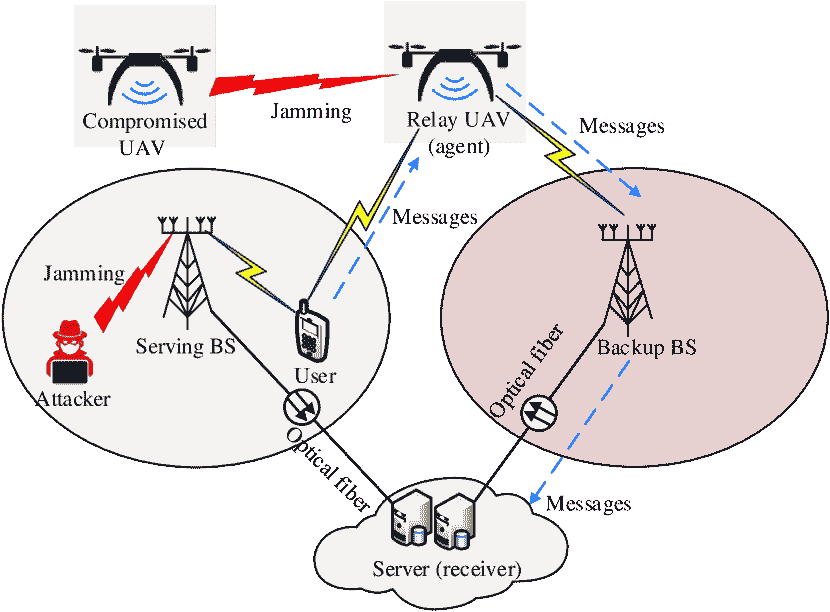 Compromised
UAV
Jamming
Relay UAV
(agent)
Messages
Messages
Jamming
Serving BS
User
Attacker
Backup BS
Optical fiber
Optical fiber
Messages
Server (receiver)